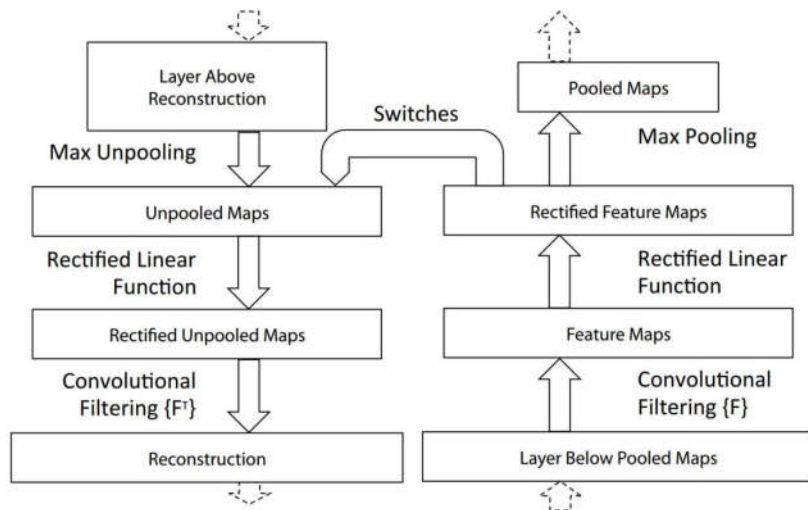 Layer Above
Reconstruction
Max Unpooling
Unpooled Maps
Rectified Linear
Function
Rectified Unpooled Maps
Convolutional
Filtering {Fᵀ}
Reconstruction
Switches
Pooled Maps
Max Pooling
Rectified Feature Maps
Rectified Linear
Function
Feature Maps
Convolutional
Filtering {F}
Layer Below Pooled Maps